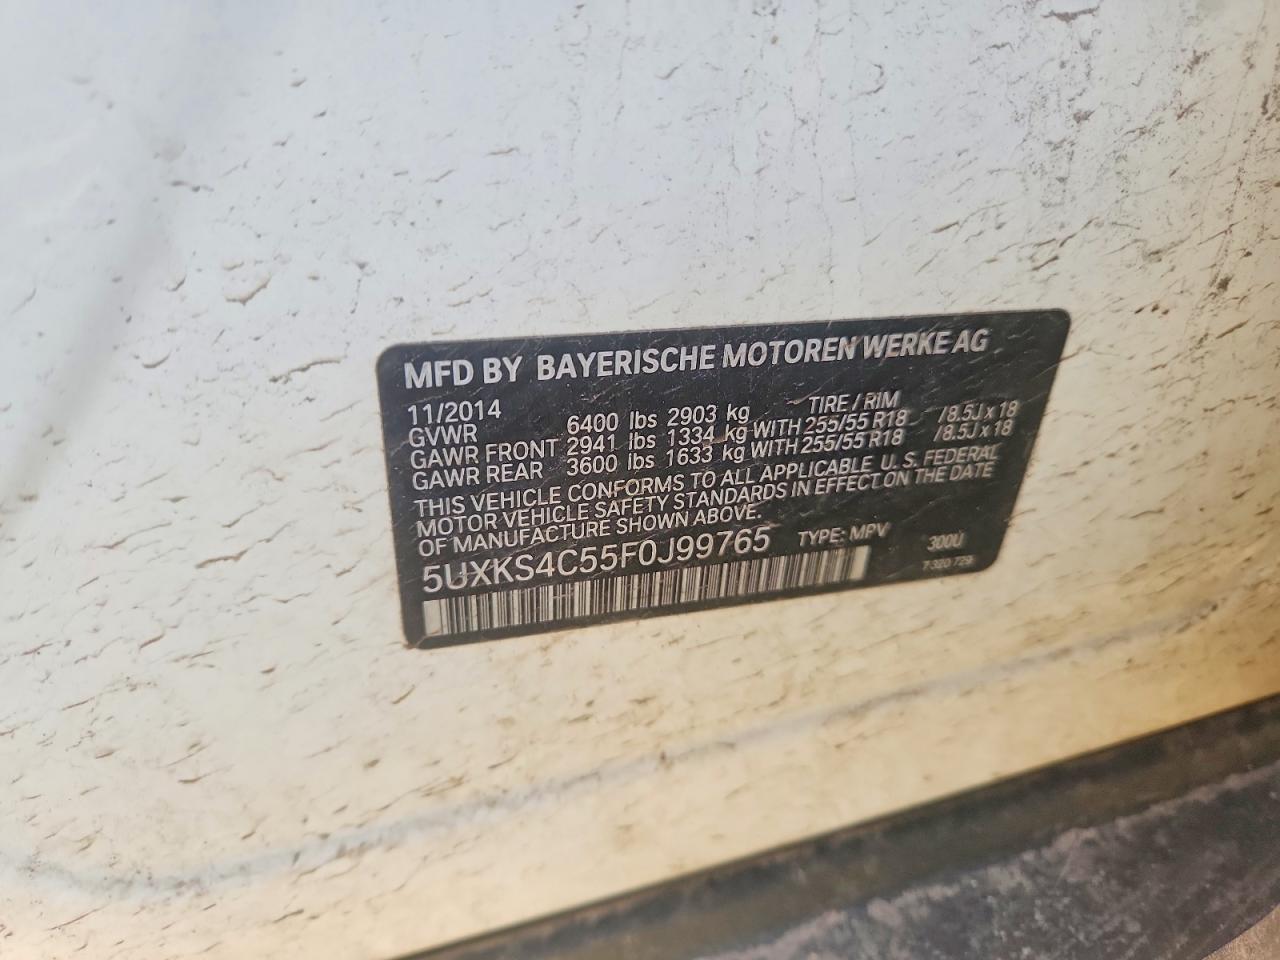 MFD BY BAYERISCHE MOTOREN WERKE AG
11/2014 TIRE / RIM
GVWR 6400 lbs 2903 kg
GAWR FRONT 2941 lbs 1334 kg WITH 255/55 R18 /8.5J x 18
GAWR REAR 3600 lbs 1633 kg WITH 255/55 R18 /8.5J x 18
THIS VEHICLE CONFORMS TO ALL APPLICABLE U. S. FEDERAL
MOTOR VEHICLE SAFETY STANDARDS IN EFFECT ON THE DATE
OF MANUFACTURE SHOWN ABOVE.
5UXKS4C55F0J99765 TYPE: MPV 300U
7 320 729